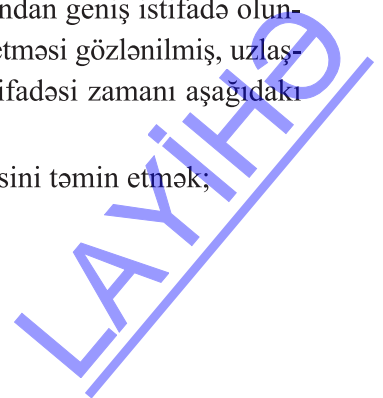 ndan geniş istifadə olun-
etməsi gözlənilmiş, uzlaş-
ifadəsi zamanı aşağıdakı
sini təmin etmək;
LAYİHƏ